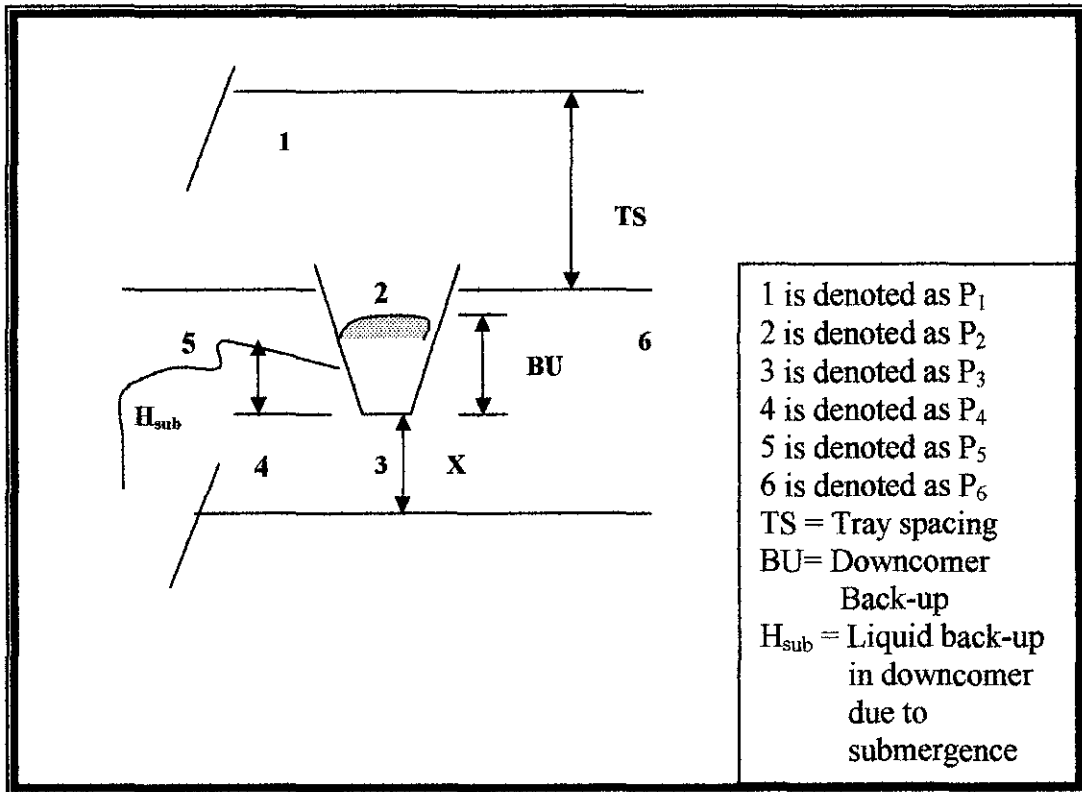 1
TS
2
5
6
BU
H_sub
4
3
X
1 is denoted as P₁
2 is denoted as P₂
3 is denoted as P₃
4 is denoted as P₄
5 is denoted as P₅
6 is denoted as P₆
TS = Tray spacing
BU= Downcomer
Back-up
H_sub = Liquid back-up
in downcomer
due to
submergence